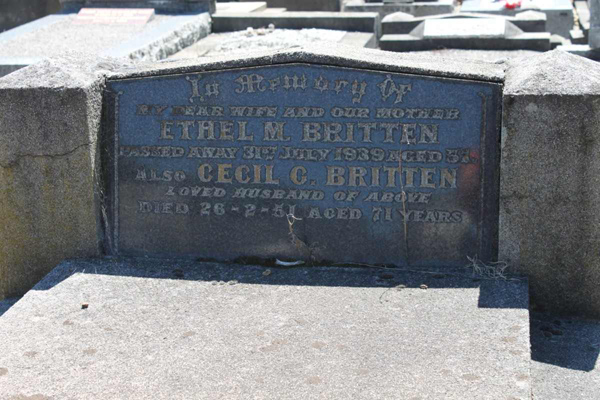 In Memory of
MY DEAR WIFE AND OUR MOTHER
ETHEL M. BRITTEN
PASSED AWAY 31ST JULY 1939 AGED
ALSO CECIL C. BRITTEN
LOVED HUSBAND OF ABOVE
DIED 26-2-51 AGED 71 YEARS